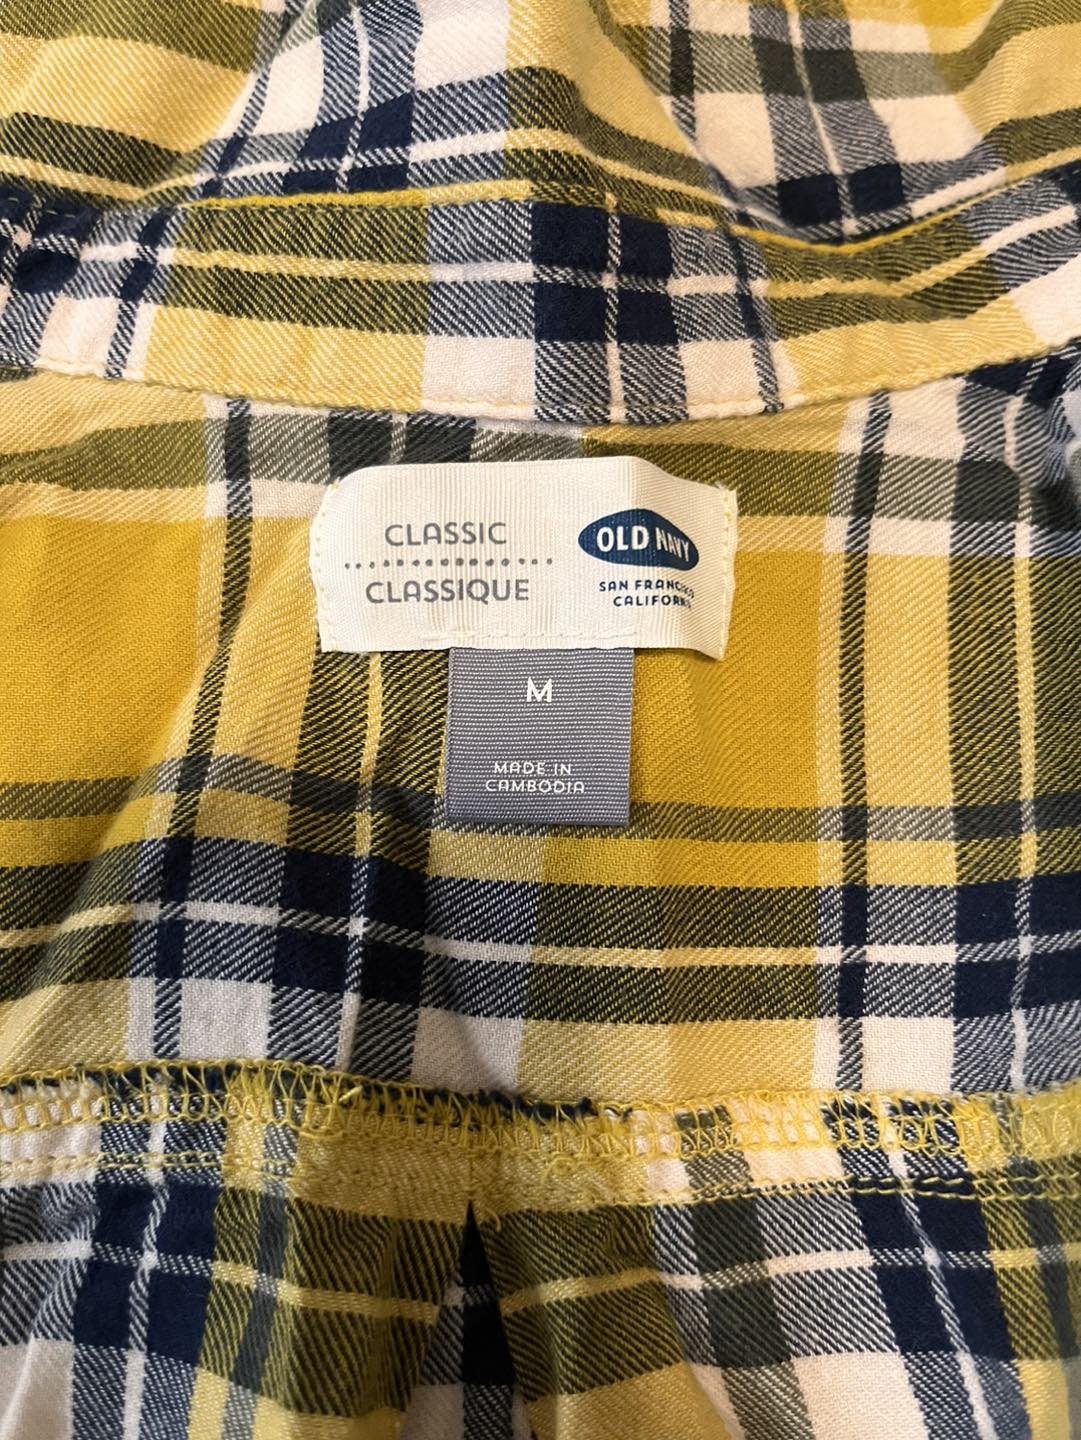 CLASSIC
CLASSIQUE
OLD NAVY
SAN FRANCISCO
CALIFORNIA
M
MADE IN
CAMBODIA